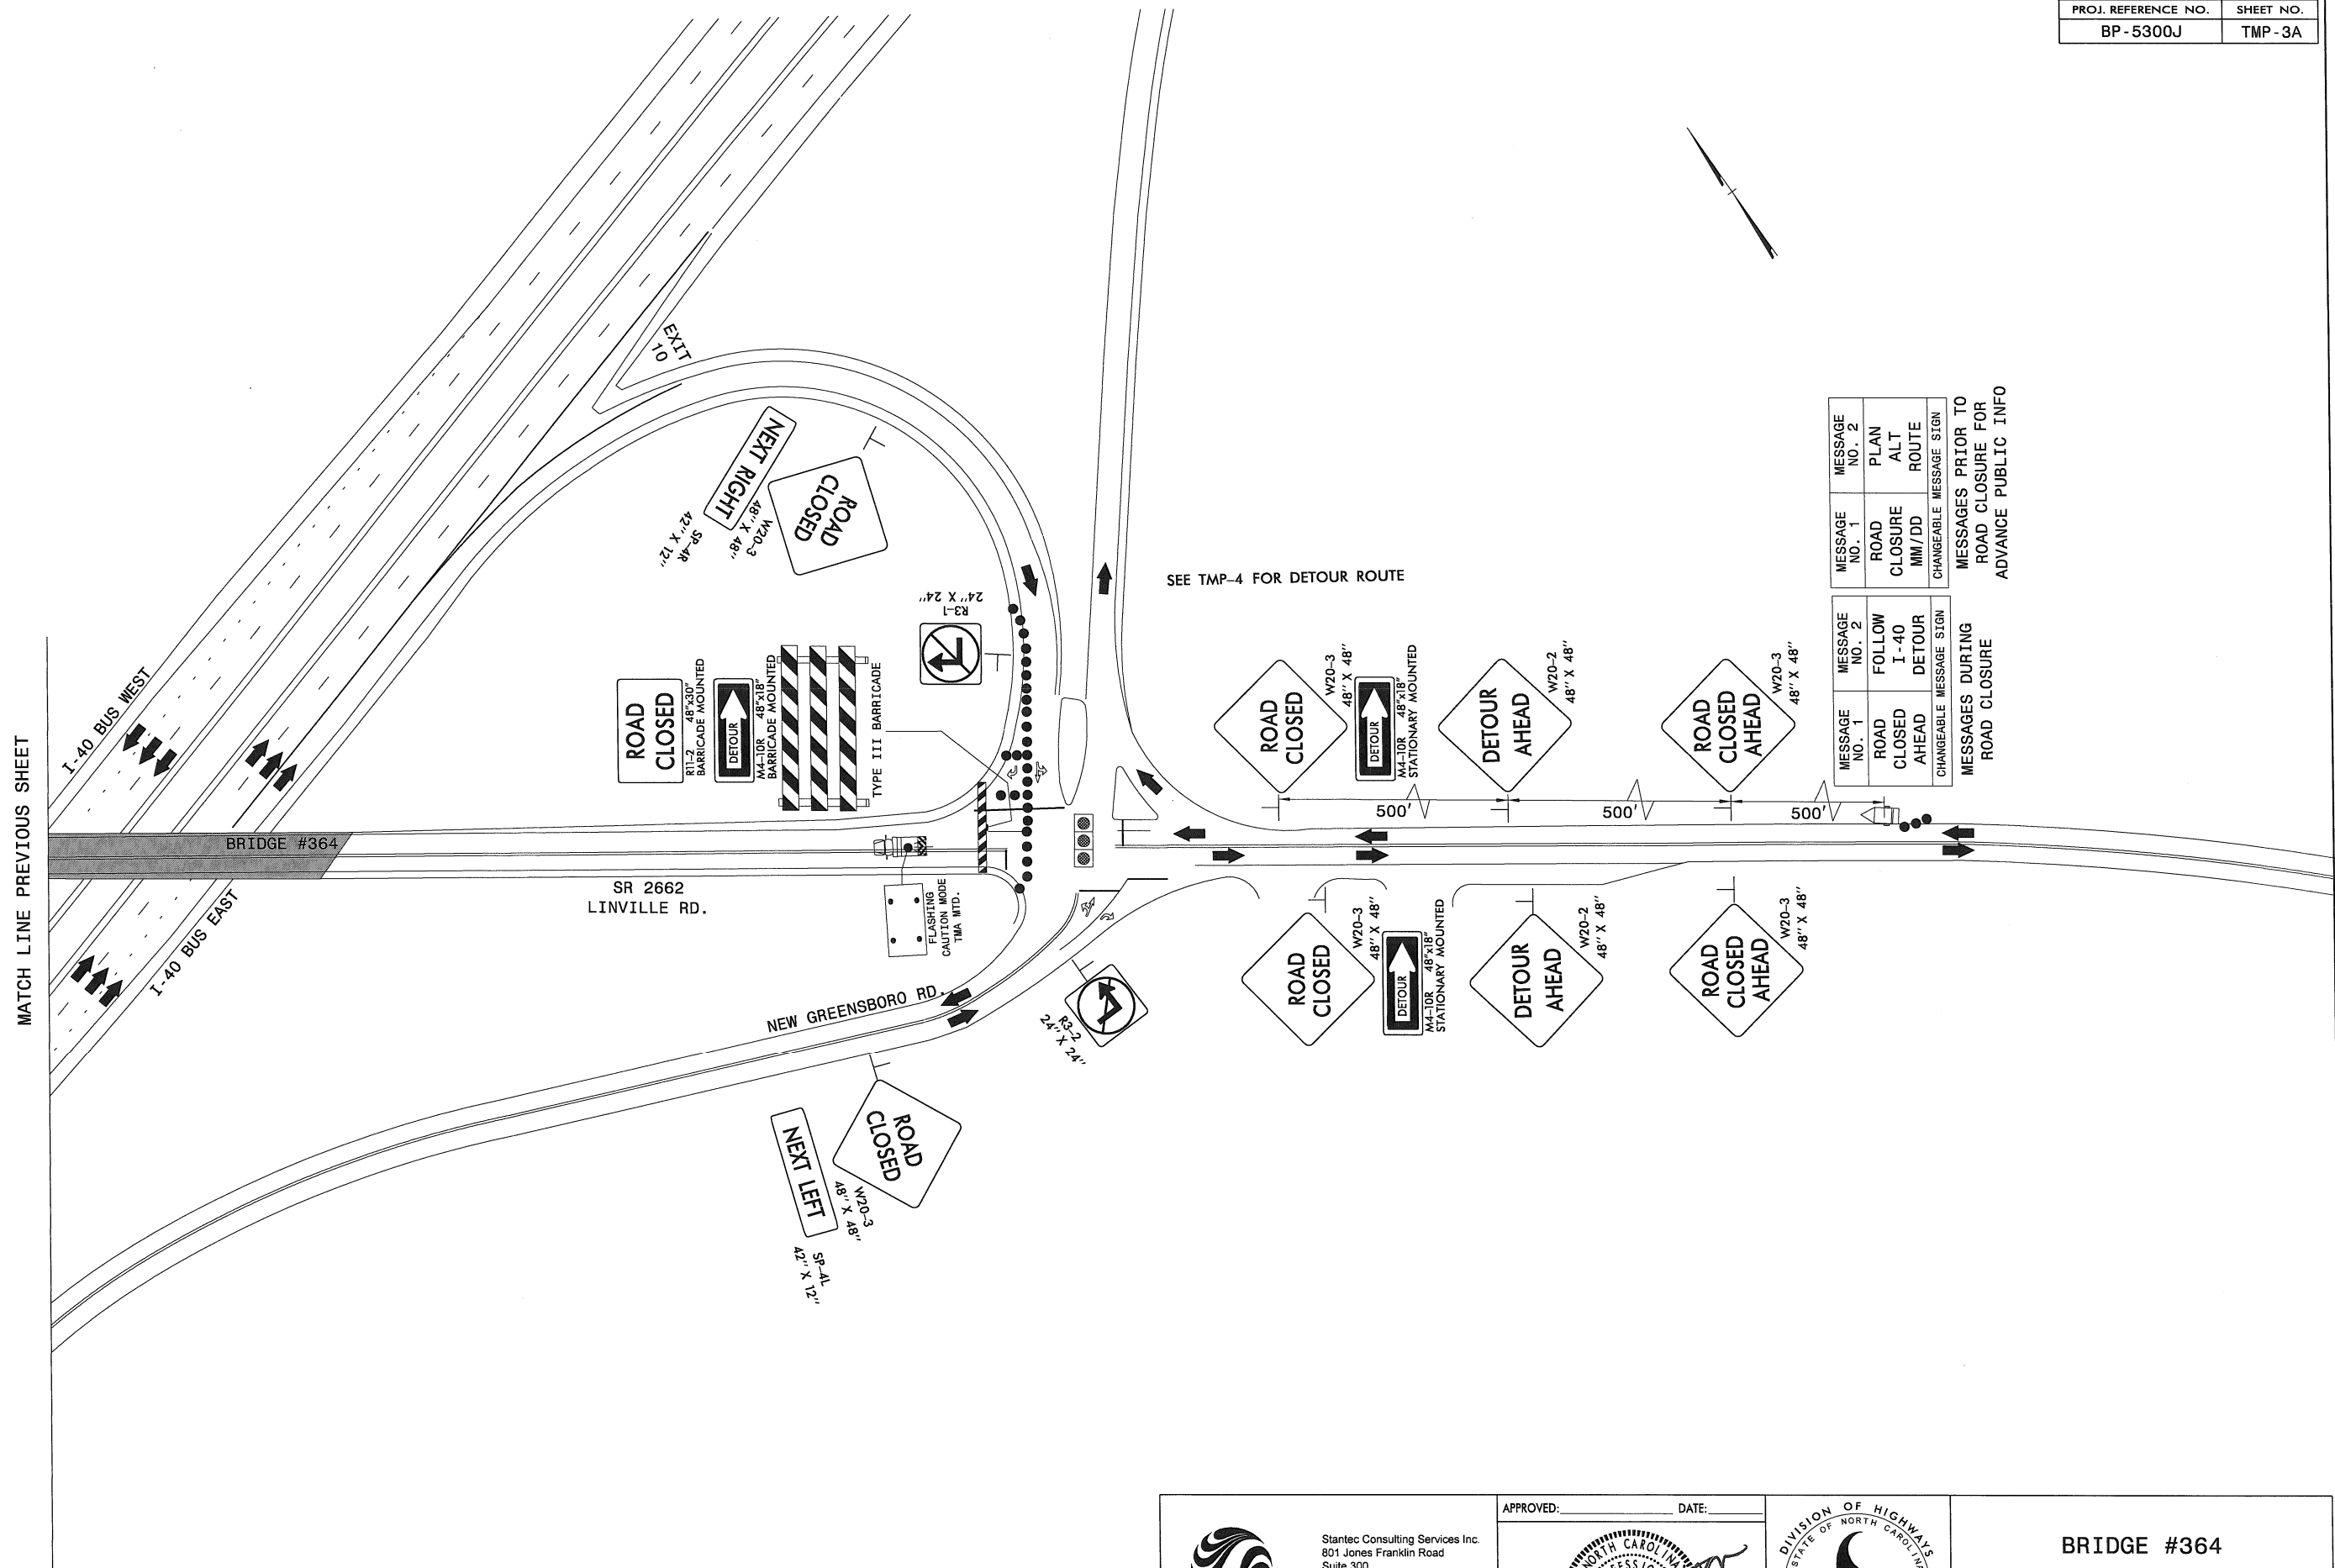 PROJ. REFERENCE NO.
SHEET NO.
BP-5300J
TMP-3A
EXIT
10
NEXT RIGHT
SP-4R
42" X 12"
ROAD
CLOSED
W20-3
48" X 48"
R3-1
24" X 24"
SEE TMP-4 FOR DETOUR ROUTE
MESSAGE
NO. 1
ROAD
CLOSURE
MM/DD
MESSAGE
NO. 2
PLAN
ALT
ROUTE
CHANGEABLE MESSAGE SIGN
MESSAGES PRIOR TO
ROAD CLOSURE FOR
ADVANCE PUBLIC INFO
MESSAGE
NO. 1
ROAD
CLOSED
AHEAD
MESSAGE
NO. 2
FOLLOW
I-40
DETOUR
CHANGEABLE MESSAGE SIGN
MESSAGES DURING
ROAD CLOSURE
ROAD
CLOSED
R11-2 48"x30"
BARRICADE MOUNTED
DETOUR
M4-10R 48"x18"
BARRICADE MOUNTED
TYPE III BARRICADE
ROAD
CLOSED
W20-3
48" X 48"
DETOUR
M4-10R 48"x18"
STATIONARY MOUNTED
DETOUR
AHEAD
W20-2
48" X 48"
ROAD
CLOSED
AHEAD
W20-3
48" X 48"
500'
500'
500'
MATCH LINE PREVIOUS SHEET
I-40 BUS WEST
BRIDGE #364
I-40 BUS EAST
SR 2662
LINVILLE RD.
FLASHING
CAUTION MODE
TMA MTD.
NEW GREENSBORO RD.
R3-2
24" X 24"
ROAD
CLOSED
W20-3
48" X 48"
DETOUR
M4-10R 48"x18"
STATIONARY MOUNTED
DETOUR
AHEAD
W20-2
48" X 48"
ROAD
CLOSED
AHEAD
W20-3
48" X 48"
ROAD
CLOSED
W20-3
48" X 48"
NEXT LEFT
SP-4L
42" X 12"
Stantec Consulting Services Inc.
801 Jones Franklin Road
Suite 300
APPROVED: DATE:
NORTH CAROLINA
DIVISION OF HIGHWAYS
STATE OF NORTH CAROLINA
BRIDGE #364